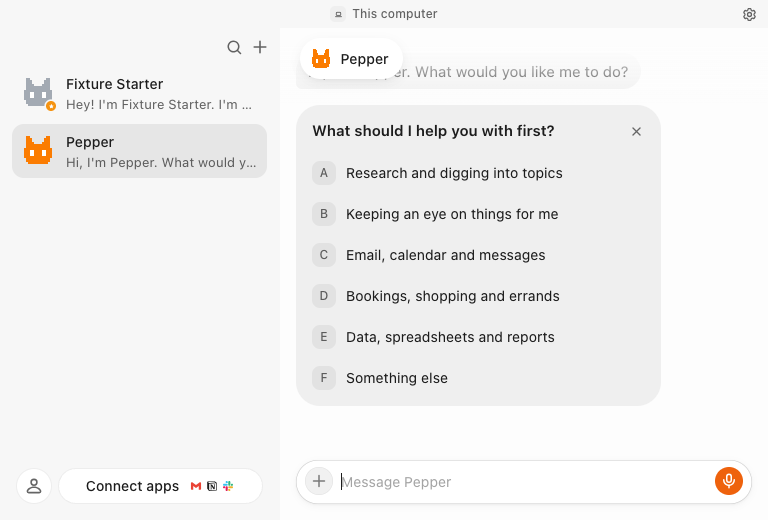 This computer
Fixture Starter
Hey! I'm Fixture Starter. I'm ...
Pepper
Hi, I'm Pepper. What would y...
Connect apps
Pepper
What would you like me to do?
What should I help you with first?
A Research and digging into topics
B Keeping an eye on things for me
C Email, calendar and messages
D Bookings, shopping and errands
E Data, spreadsheets and reports
F Something else
Message Pepper